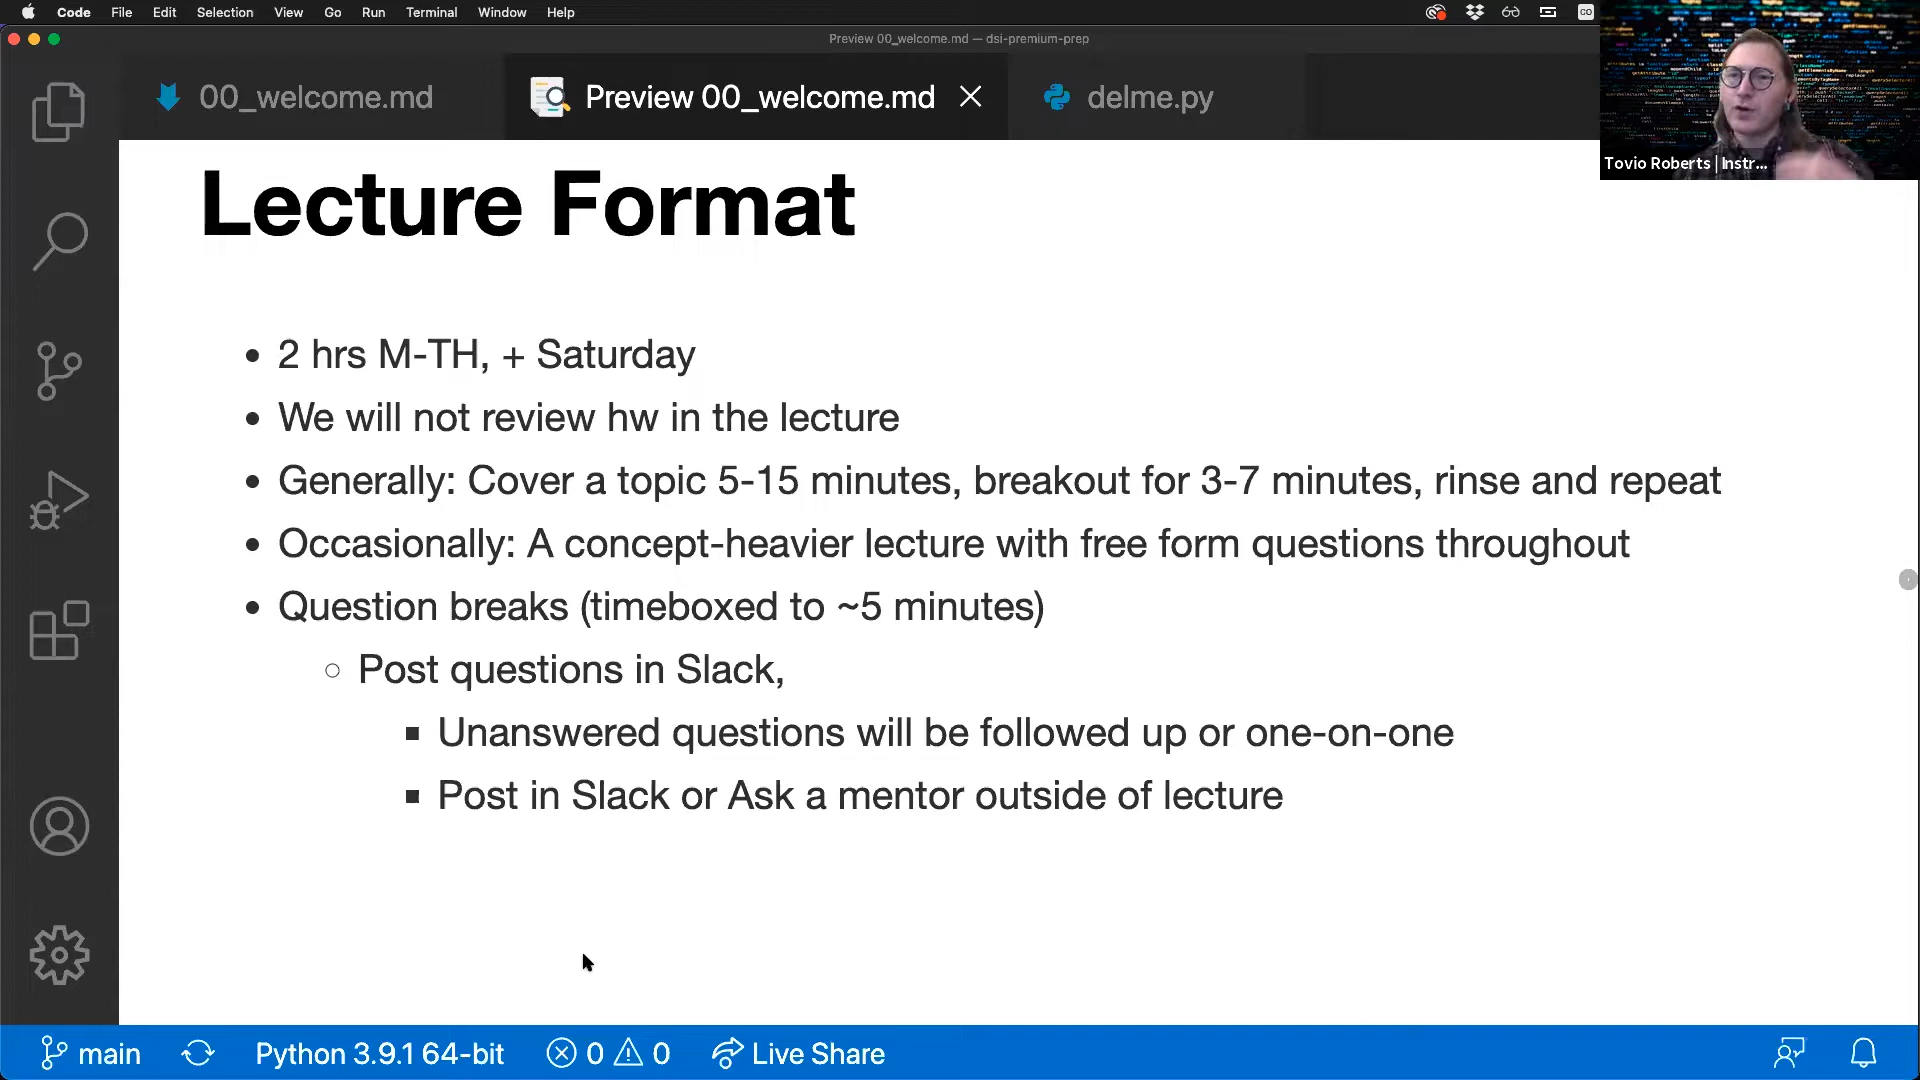 Code File Edit Selection View Go Run Terminal Window Help
Preview 00_welcome.md — dsi-premium-prep
00_welcome.md Preview 00_welcome.md delme.py
Tovio Roberts | Instr...
Lecture Format
2 hrs M-TH, + Saturday
We will not review hw in the lecture
Generally: Cover a topic 5-15 minutes, breakout for 3-7 minutes, rinse and repeat
Occasionally: A concept-heavier lecture with free form questions throughout
Question breaks (timeboxed to ~5 minutes)
Post questions in Slack,
Unanswered questions will be followed up or one-on-one
Post in Slack or Ask a mentor outside of lecture
main Python 3.9.1 64-bit 0 0 Live Share